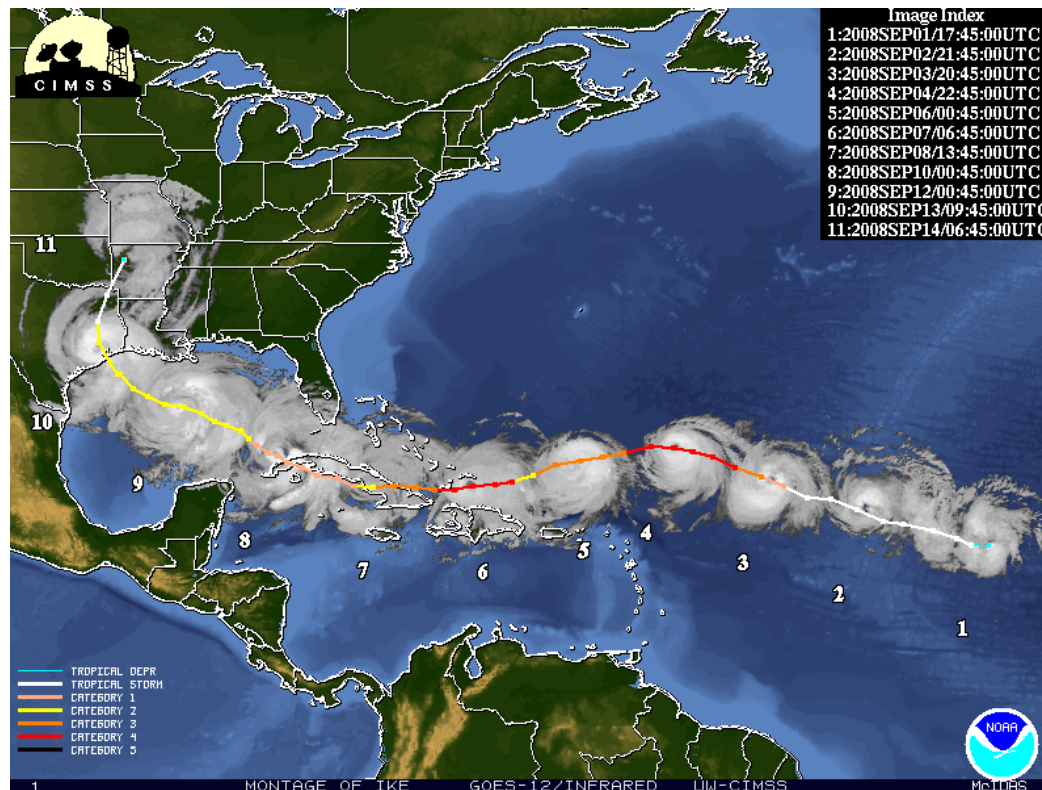 CIMSS
Image Index
1:2008SEP01/17:45:00UTC
2:2008SEP02/21:45:00UTC
3:2008SEP03/20:45:00UTC
4:2008SEP04/22:45:00UTC
5:2008SEP06/00:45:00UTC
6:2008SEP07/06:45:00UTC
7:2008SEP08/13:45:00UTC
8:2008SEP10/00:45:00UTC
9:2008SEP12/00:45:00UTC
10:2008SEP13/09:45:00UTC
11:2008SEP14/06:45:00UTC
11
10
9
8
7
6
5
4
3
2
1
TROPICAL DEPR
TROPICAL STORM
CATEGORY 1
CATEGORY 2
CATEGORY 3
CATEGORY 4
CATEGORY 5
NOAA
1 MONTAGE OF IKE GOES-12/INFRARED UW-CIMSS McIDAS